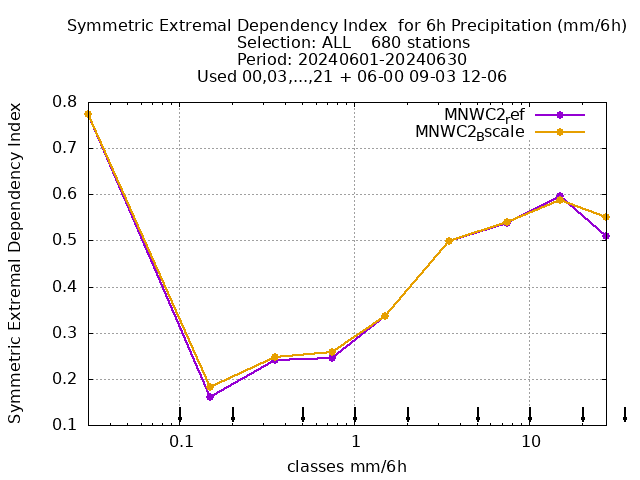 Symmetric Extremal Dependency Index  for 6h Precipitation (mm/6h)
Selection: ALL    680 stations
Period: 20240601-20240630
Used 00,03,...,21 + 06-00 09-03 12-06
MNWC2ref
MNWC2Bscale
Symmetric Extremal Dependency Index
0.8
0.7
0.6
0.5
0.4
0.3
0.2
0.1
0.1 1 10
classes mm/6h